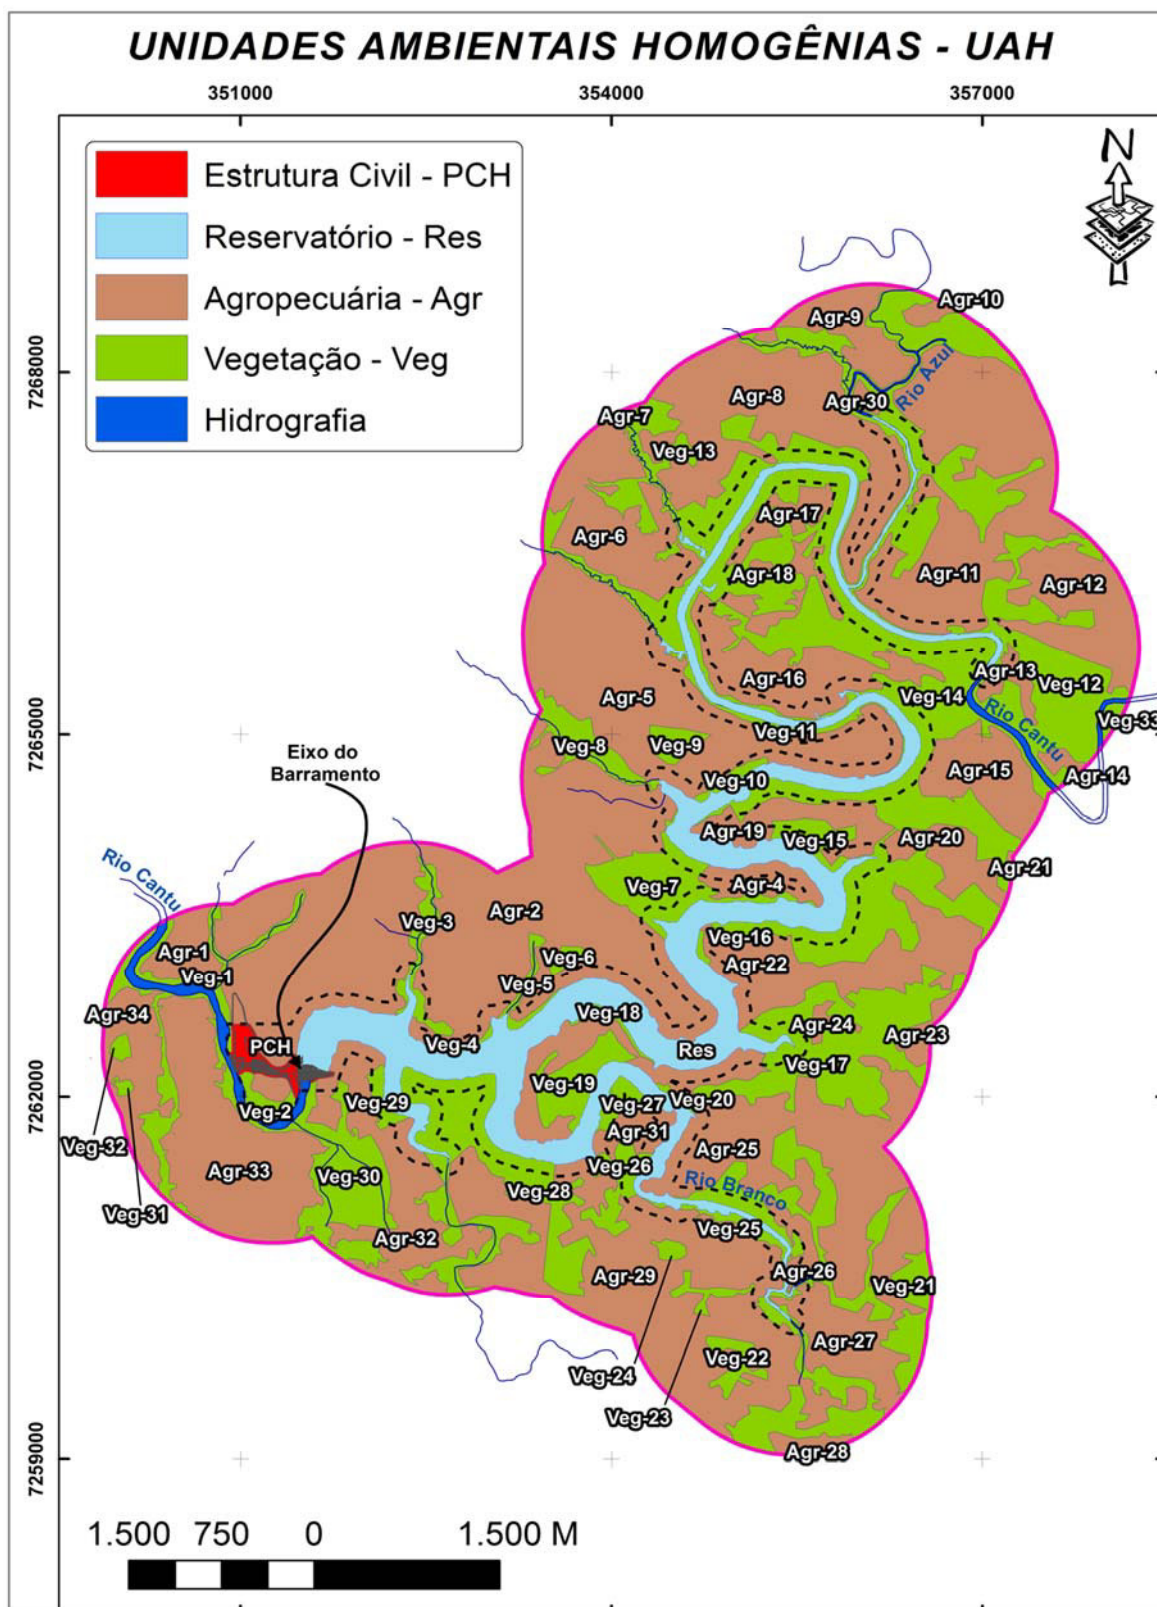 UNIDADES AMBIENTAIS HOMOGÊNIAS - UAH
351000
354000
357000
Estrutura Civil - PCH
Reservatório - Res
Agropecuária - Agr
Vegetação - Veg
Hidrografia
N
7268000
7265000
7262000
7259000
Agr-10
Agr-9
Rio Azul
Agr-8
Agr-30
Agr-7
Veg-13
Agr-17
Agr-6
Agr-18
Agr-11
Agr-12
Agr-16
Agr-13
Veg-12
Agr-5
Veg-14
Rio Cantu
Veg-33
Veg-11
Veg-8
Veg-9
Eixo do
Barramento
Veg-10
Agr-15
Agr-14
Agr-19
Veg-15
Agr-20
Agr-21
Rio Cantu
Veg-7
Agr-4
Agr-2
Veg-3
Veg-16
Agr-1
Veg-6
Agr-22
Veg-1
Veg-5
Agr-34
Veg-18
Agr-24
Agr-23
PCH
Veg-4
Res
Veg-17
Veg-19
Veg-2
Veg-29
Veg-27
Veg-20
Agr-31
Veg-32
Agr-25
Agr-33
Veg-30
Veg-26
Rio Branco
Veg-28
Veg-31
Veg-25
Agr-32
Agr-29
Agr-26
Veg-21
Agr-27
Veg-22
Veg-24
Veg-23
Agr-28
1.500 750 0 1.500 M